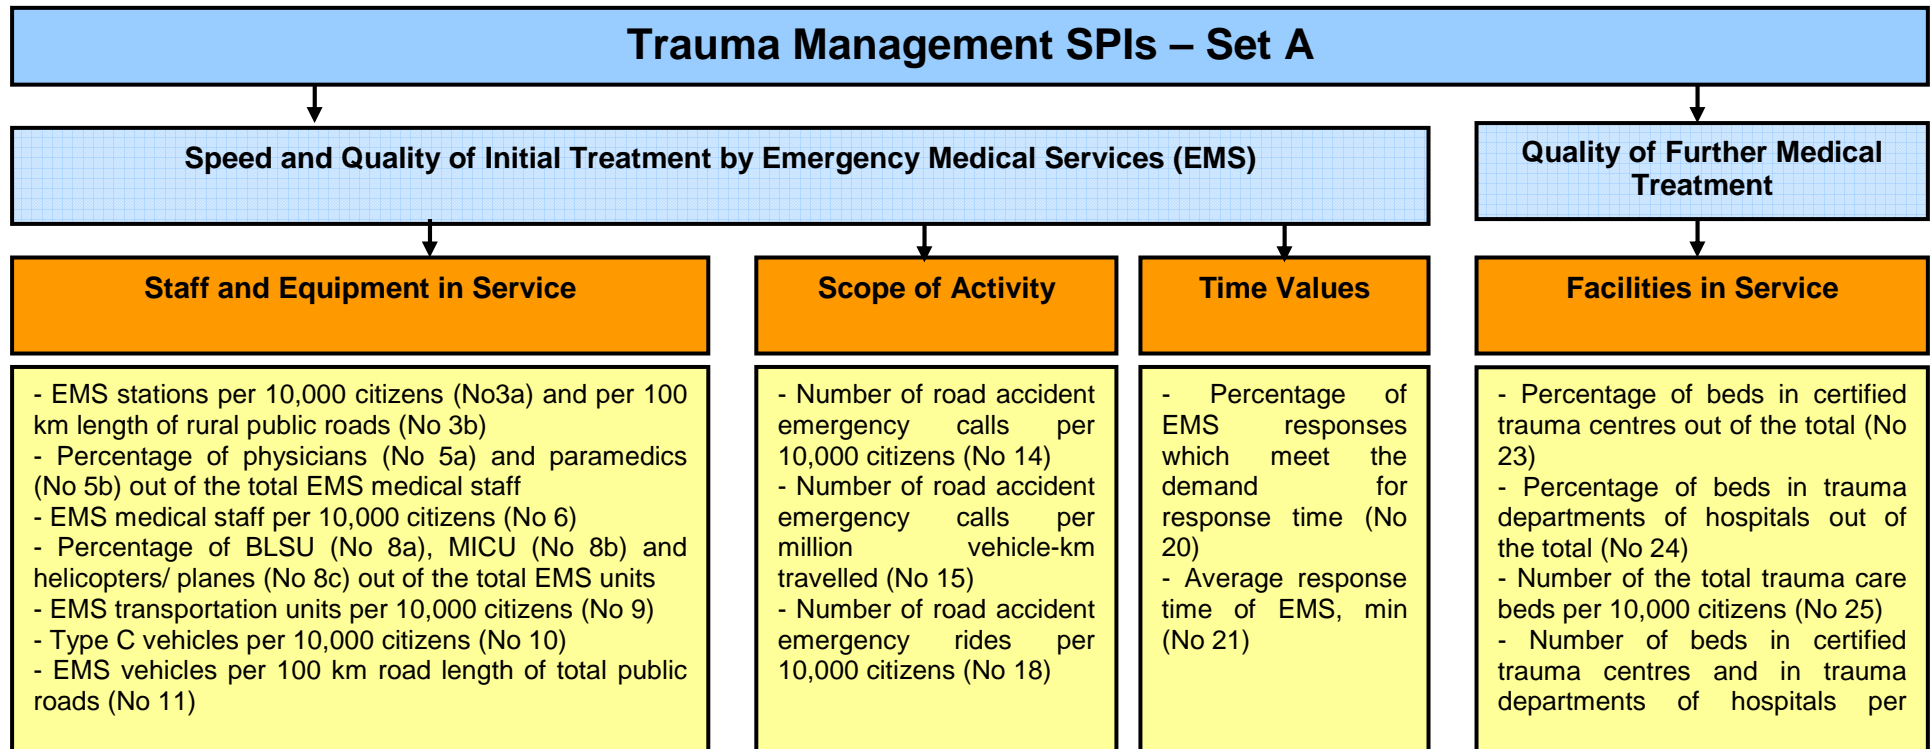 Trauma Management SPIs – Set A
Speed and Quality of Initial Treatment by Emergency Medical Services (EMS)
Quality of Further Medical
Treatment
Staff and Equipment in Service
Scope of Activity
Time Values
Facilities in Service
- EMS stations per 10,000 citizens (No3a) and per 100
km length of rural public roads (No 3b)
- Percentage of physicians (No 5a) and paramedics
(No 5b) out of the total EMS medical staff
- EMS medical staff per 10,000 citizens (No 6)
- Percentage of BLSU (No 8a), MICU (No 8b) and
helicopters/ planes (No 8c) out of the total EMS units
- EMS transportation units per 10,000 citizens (No 9)
- Type C vehicles per 10,000 citizens (No 10)
- EMS vehicles per 100 km road length of total public
roads (No 11)
- Number of road accident
emergency calls per
10,000 citizens (No 14)
- Number of road accident
emergency calls per
million vehicle-km
travelled (No 15)
- Number of road accident
emergency rides per
10,000 citizens (No 18)
- Percentage of
EMS responses
which meet the
demand for
response time (No
20)
- Average response
time of EMS, min
(No 21)
- Percentage of beds in certified
trauma centres out of the total (No
23)
- Percentage of beds in trauma
departments of hospitals out of
the total (No 24)
- Number of the total trauma care
beds per 10,000 citizens (No 25)
- Number of beds in certified
trauma centres and in trauma
departments of hospitals per